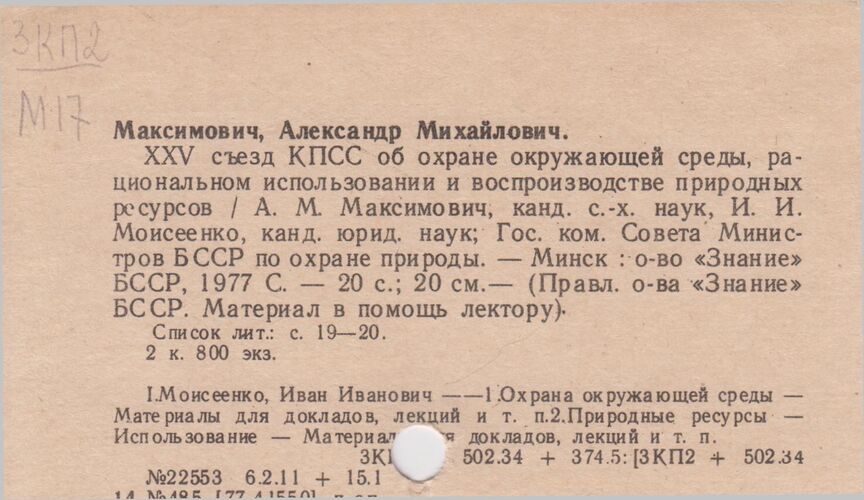 3КП2
М17
Максимович, Александр Михайлович.
XXV съезд КПСС об охране окружающей среды, ра-
циональном использовании и воспроизводстве природных
ресурсов / А. М. Максимович, канд. с.-х. наук, И. И.
Моисеенко, канд. юрид. наук; Гос. ком. Совета Минис-
тров БССР по охране природы. — Минск : о-во «Знание»
БССР, 1977 С. — 20 с.; 20 см.— (Правл. о-ва «Знание»
БССР. Материал в помощь лектору).
Список лит.: с. 19—20.
2 к. 800 экз.
I.Моисеенко, Иван Иванович ——1.Охрана окружающей среды —
Материалы для докладов, лекций и т. п.2.Природные ресурсы —
Использование — докладов, лекций и т. п.
502.34 + 374.5:[3КП2 + 502.34
№22553 6.2.11 + 15.1